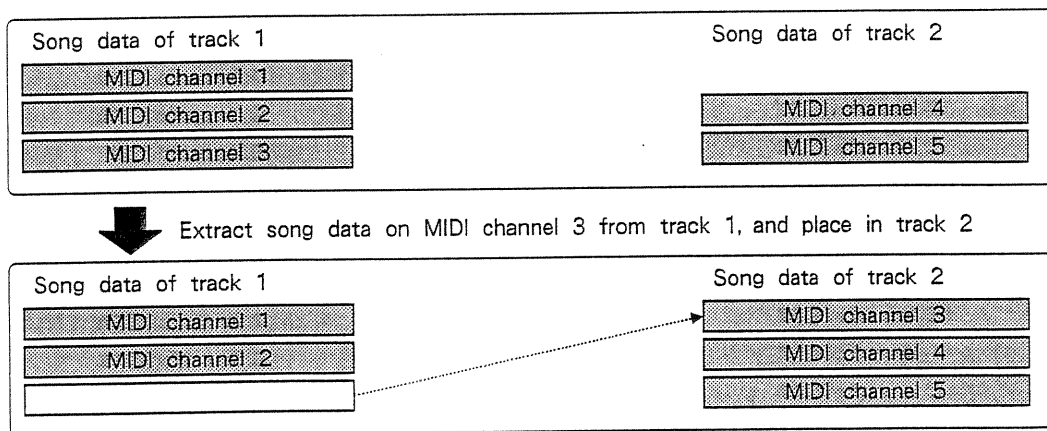 Song data of track 1
MIDI channel 1
MIDI channel 2
MIDI channel 3
Song data of track 2
MIDI channel 4
MIDI channel 5
Extract song data on MIDI channel 3 from track 1, and place in track 2
Song data of track 1
MIDI channel 1
MIDI channel 2
Song data of track 2
MIDI channel 3
MIDI channel 4
MIDI channel 5